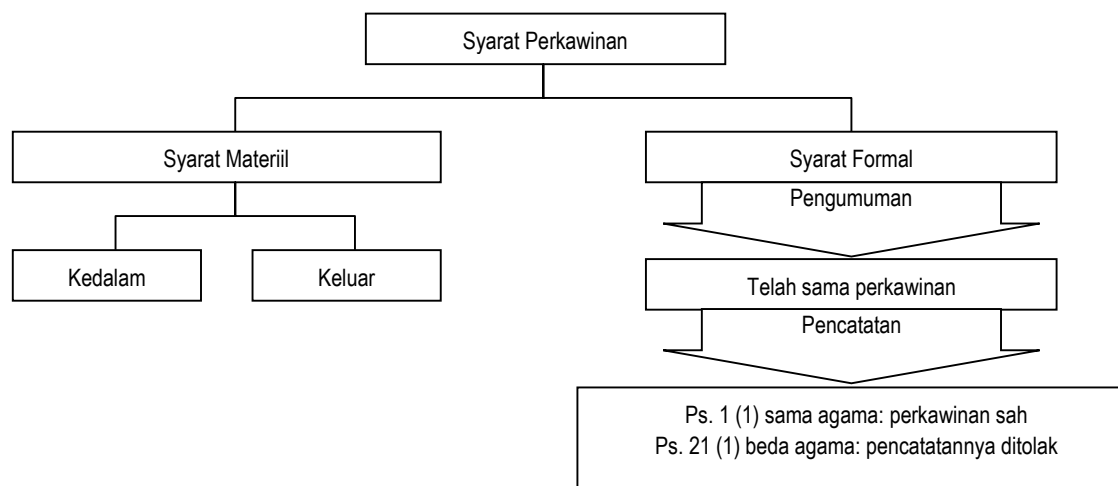 Syarat Perkawinan
Syarat Materiil
Kedalam
Keluar
Syarat Formal
Pengumuman
Telah sama perkawinan
Pencatatan
Ps. 1 (1) sama agama: perkawinan sah
Ps. 21 (1) beda agama: pencatatannya ditolak